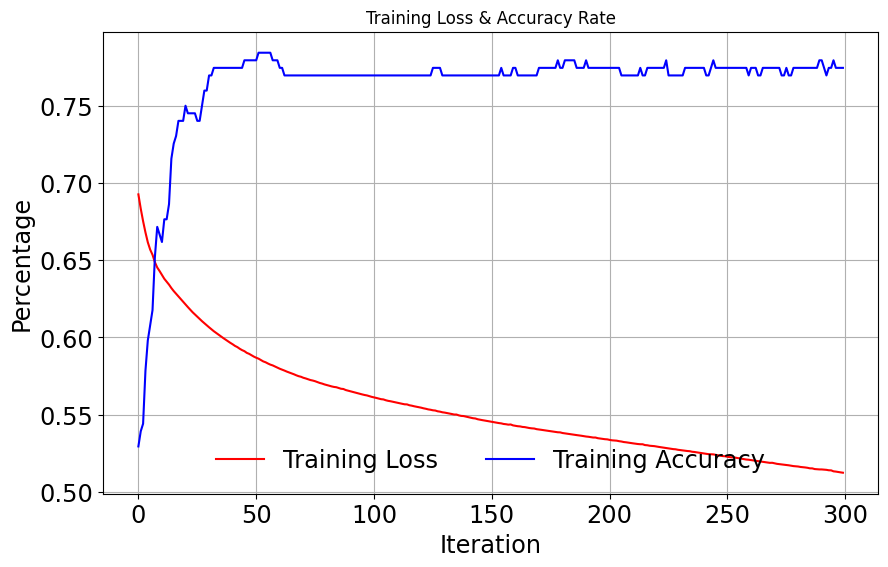 Training Loss & Accuracy Rate
Percentage
0.75
0.70
0.65
0.60
0.55
0.50
Training Loss Training Accuracy
0 50 100 150 200 250 300
Iteration